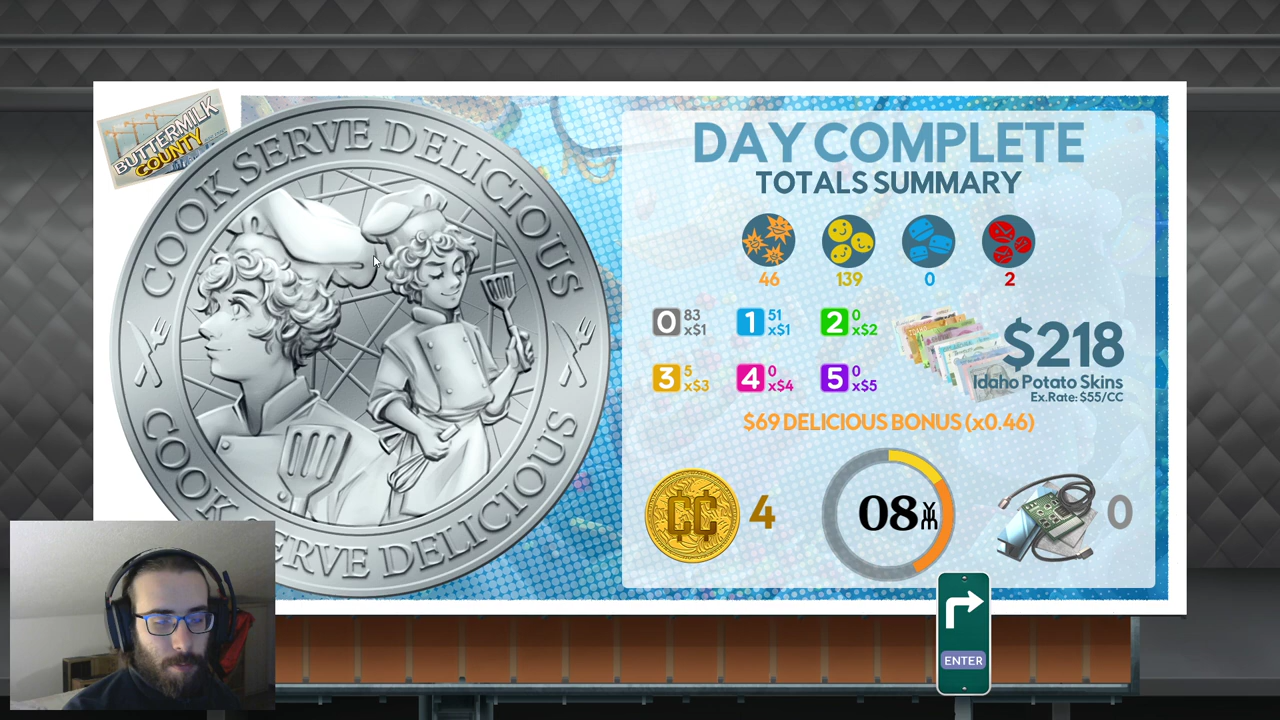 BUTTERMILK
COUNTY
COOK SERVE DELICIOUS
COOK SERVE DELICIOUS
DAY COMPLETE
TOTALS SUMMARY
46
139
0
2
0 83 x$1
1 51 x$1
2 0 x$2
3 5 x$3
4 0 x$4
5 0 x$5
$218
Idaho Potato Skins
Ex.Rate: $55/CC
$69 DELICIOUS BONUS (x0.46)
CC 4
08
0
ENTER